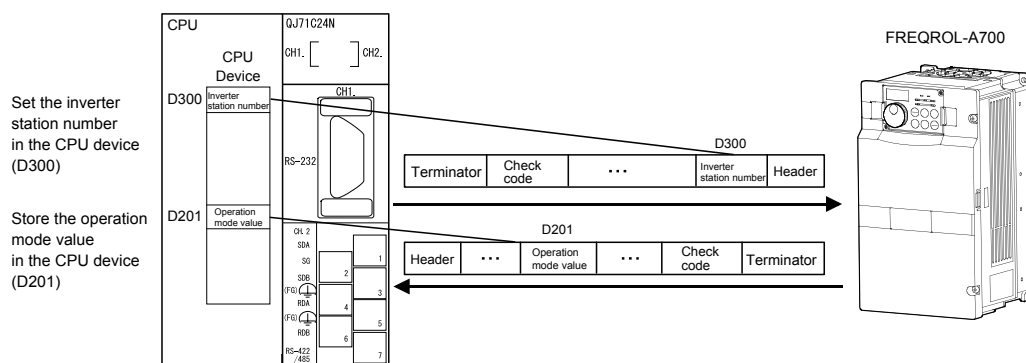 CPU
QJ71C24N
CPU
Device
CH1.
CH2.
FREQROL-A700
Set the inverter
station number
in the CPU device
(D300)
D300
Inverter
station number
CH1.
RS-232
D300
Terminator
Check
code
...
Inverter
station number
Header
Store the operation
mode value
in the CPU device
(D201)
D201
Operation
mode value
D201
Header
...
Operation
mode value
...
Check
code
Terminator
CH. 2
SDA
SG
SDB
(FG)
RDA
(FG)
RDB
RS-422
/485
1
2
3
4
5
6
7